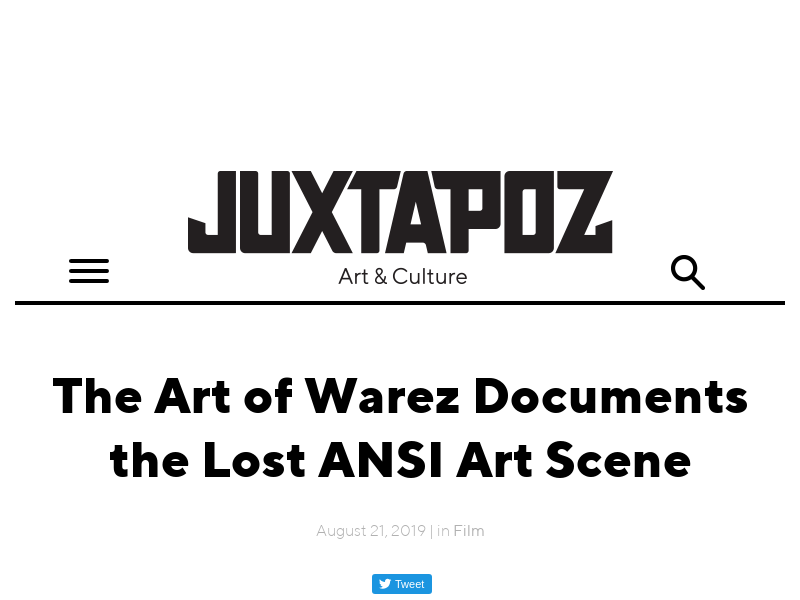 JUXTAPOZ
Art & Culture
The Art of Warez Documents
the Lost ANSI Art Scene
August 21, 2019 | in Film
Tweet